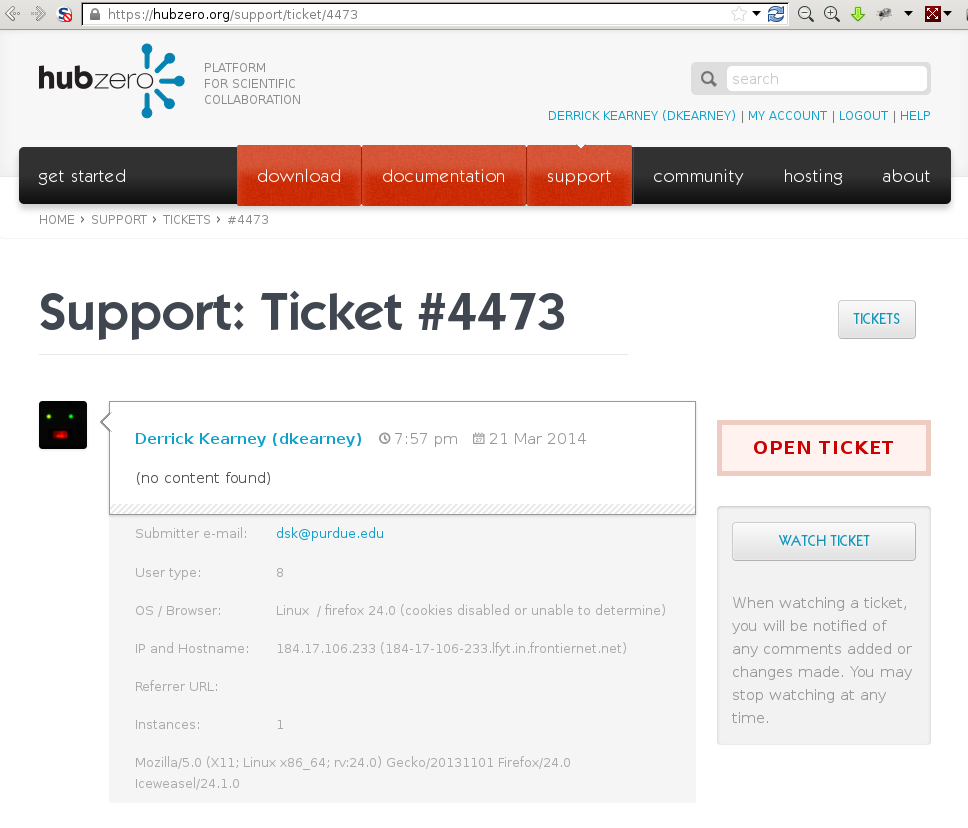 https://hubzero.org/support/ticket/4473
hubzero
PLATFORM
FOR SCIENTIFIC
COLLABORATION
search
DERRICK KEARNEY (DKEARNEY) | MY ACCOUNT | LOGOUT | HELP
get started download documentation support community hosting about
HOME › SUPPORT › TICKETS › #4473
Support: Ticket #4473
TICKETS
Derrick Kearney (dkearney) 7:57 pm 21 Mar 2014
(no content found)
Submitter e-mail: dsk@purdue.edu
User type: 8
OS / Browser: Linux / firefox 24.0 (cookies disabled or unable to determine)
IP and Hostname: 184.17.106.233 (184-17-106-233.lfyt.in.frontiernet.net)
Referrer URL:
Instances: 1
Mozilla/5.0 (X11; Linux x86_64; rv:24.0) Gecko/20131101 Firefox/24.0
Iceweasel/24.1.0
OPEN TICKET
WATCH TICKET
When watching a ticket,
you will be notified of
any comments added or
changes made. You may
stop watching at any
time.